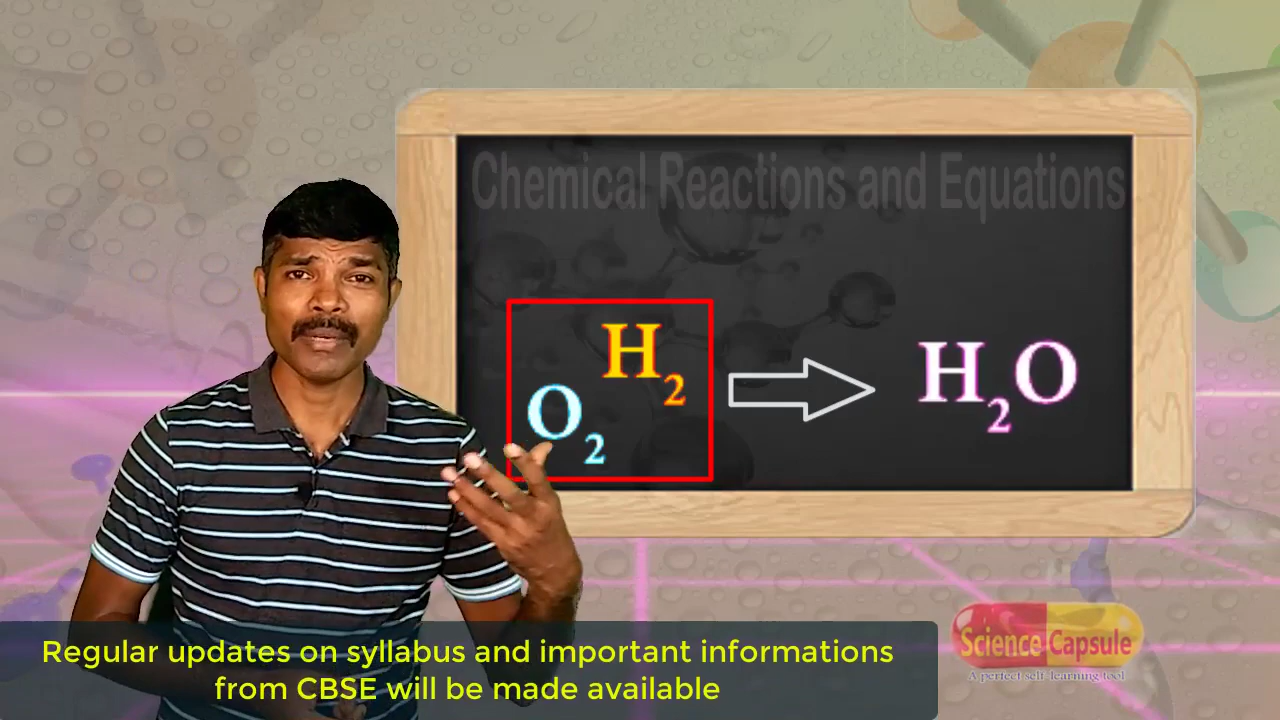 Chemical Reactions and Equations
H2
O2
H2O
Science Capsule
A perfect self-learning tool
Regular updates on syllabus and important informations
from CBSE will be made available